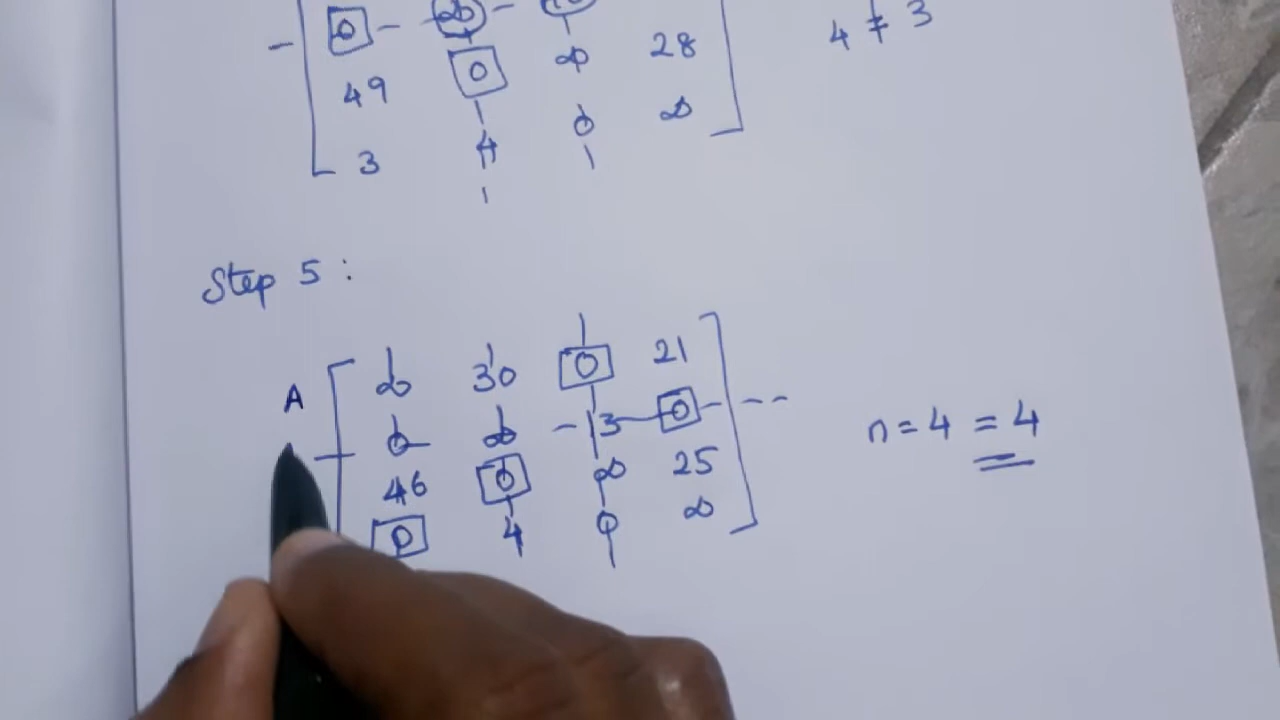 0 ∞
49 0 ∞ 28 4 ≠ 3
3 4 0 ∞
Step 5 :
A ∞ 30 0 21
0 ∞ 13 0 n = 4 = 4
46 0 ∞ 25
0 4 0 ∞